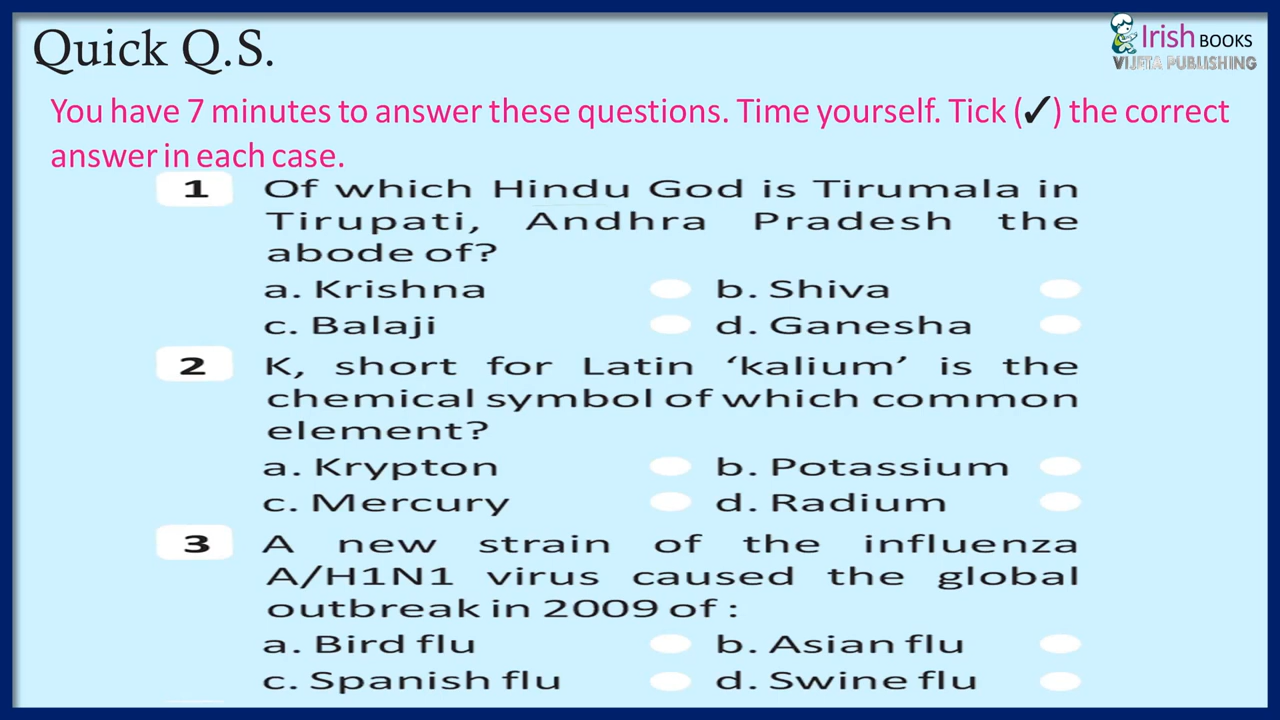 Quick Q.S.
Irish BOOKS
VIJETA PUBLISHING
You have 7 minutes to answer these questions. Time yourself. Tick (✓) the correct
answer in each case.
1 Of which Hindu God is Tirumala in
Tirupati, Andhra Pradesh the
abode of?
a. Krishna b. Shiva
c. Balaji d. Ganesha
2 K, short for Latin ‘kalium’ is the
chemical symbol of which common
element?
a. Krypton b. Potassium
c. Mercury d. Radium
3 A new strain of the influenza
A/H1N1 virus caused the global
outbreak in 2009 of :
a. Bird flu b. Asian flu
c. Spanish flu d. Swine flu